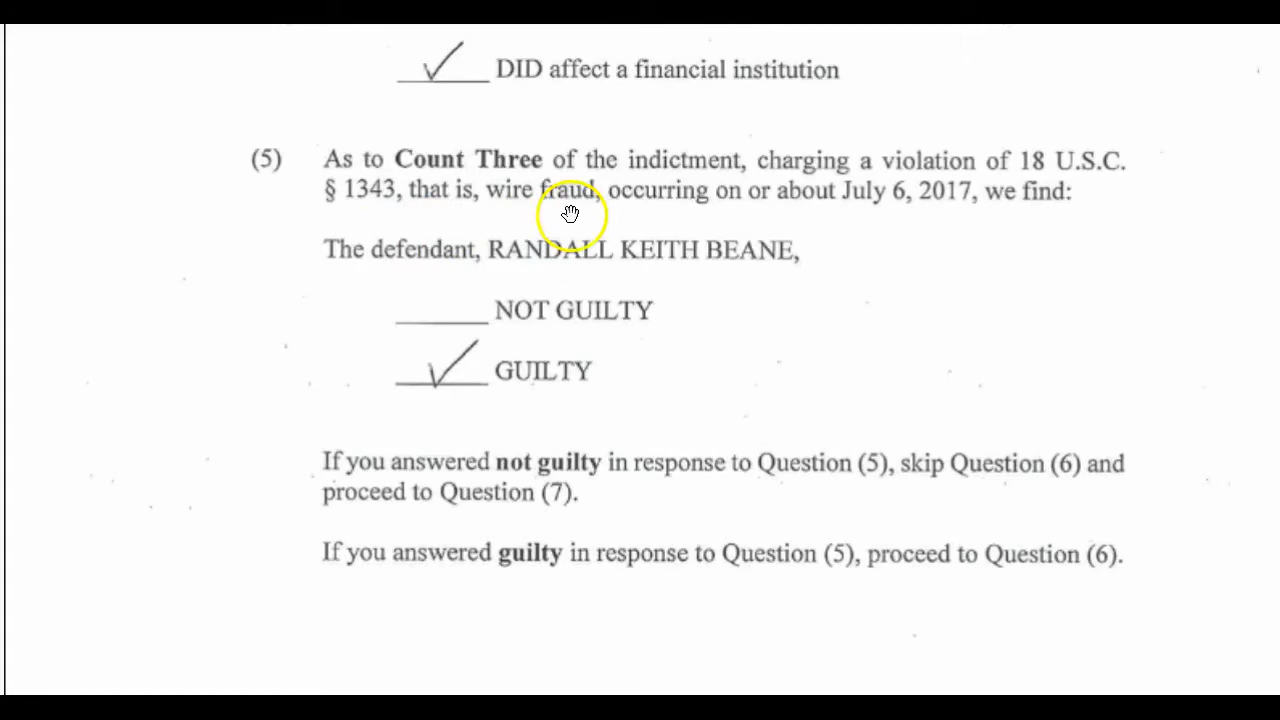 ✓ DID affect a financial institution
(5) As to Count Three of the indictment, charging a violation of 18 U.S.C.
§ 1343, that is, wire fraud, occurring on or about July 6, 2017, we find:
The defendant, RANDALL KEITH BEANE,
______ NOT GUILTY
✓ GUILTY
If you answered not guilty in response to Question (5), skip Question (6) and
proceed to Question (7).
If you answered guilty in response to Question (5), proceed to Question (6).